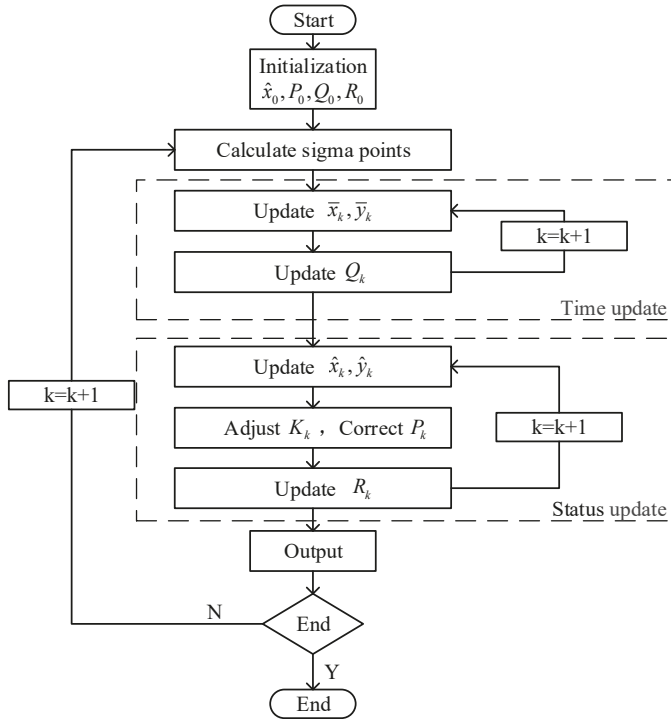 Start
Initialization
x̂₀, P₀, Q₀, R₀
Calculate sigma points
Update x̅ₖ, y̅ₖ
k=k+1
Update Qₖ
Time update
Update x̂ₖ, ŷₖ
k=k+1
Adjust Kₖ ， Correct Pₖ
k=k+1
Update Rₖ
Status update
Output
N
End
Y
End